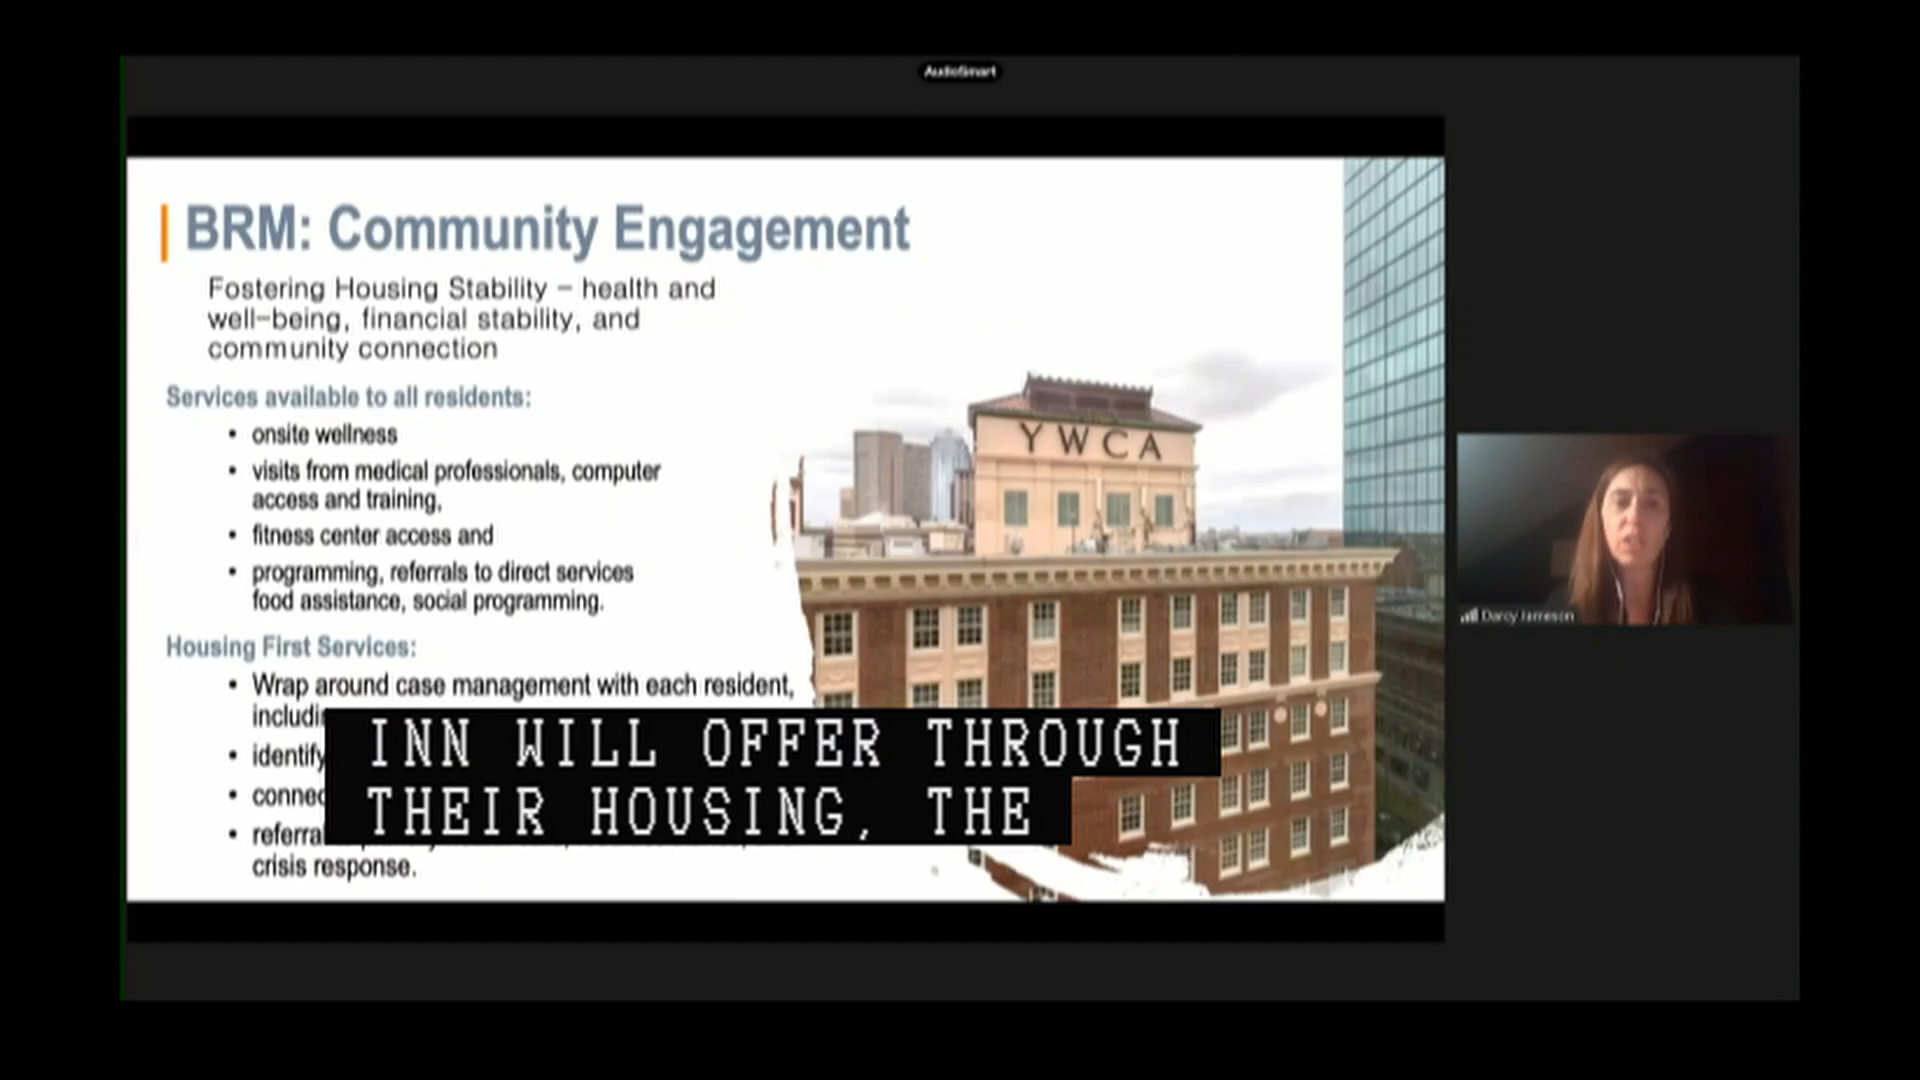 AudioSmart
BRM: Community Engagement
Fostering Housing Stability – health and
well-being, financial stability, and
community connection
Services available to all residents:
• onsite wellness
• visits from medical professionals, computer
access and training,
• fitness center access and
• programming, referrals to direct services
food assistance, social programming.
Housing First Services:
• Wrap around case management with each resident,
• identify
crisis response.
YWCA
INN WILL OFFER THROUGH
THEIR HOUSING, THE
Darcy Jameson